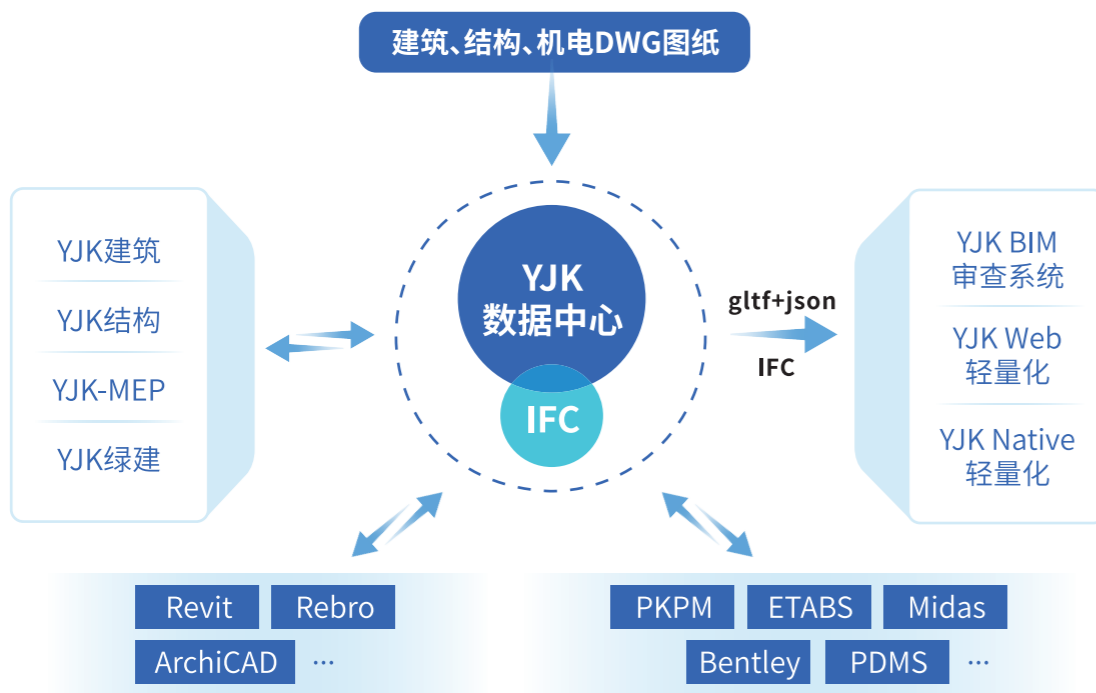 建筑、结构、机电DWG图纸
YJK建筑
YJK结构
YJK-MEP
YJK绿建
YJK
数据中心
IFC
gltf+json
IFC
YJK BIM
审查系统
YJK Web
轻量化
YJK Native
轻量化
Revit
Rebro
ArchiCAD
...
PKPM
ETABS
Midas
Bentley
PDMS
...